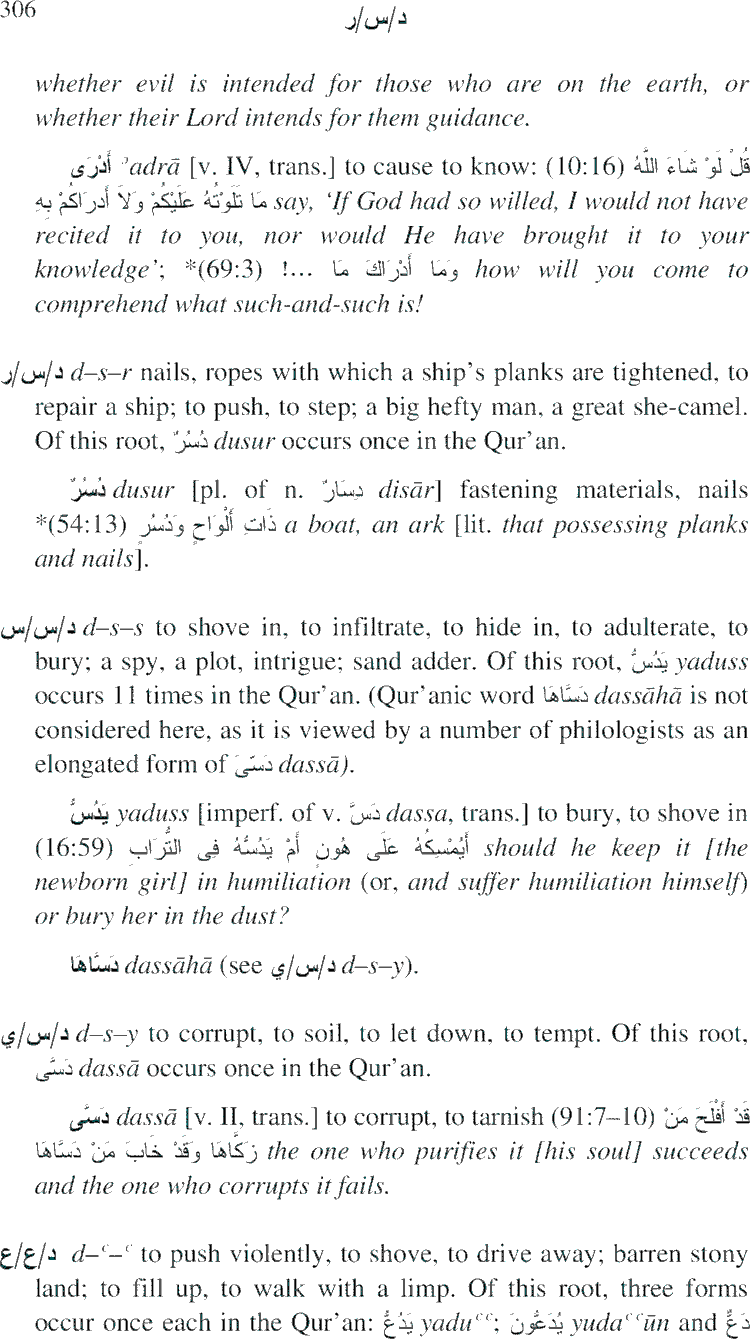 306
د/س/ر
whether evil is intended for those who are on the earth, or
whether their Lord intends for them guidance.
أَدْرَى ʾadrā [v. IV, trans.] to cause to know: (10:16) قُلْ لَوْ شَاءَ اللَّهُ
مَا تَلَوْتُهُ عَلَيْكُمْ وَلاَ أَدرَاكُمْ بِهِ say, ‘If God had so willed, I would not have
recited it to you, nor would He have brought it to your
knowledge’; *(69:3) !... وَمَا أَدْرَاكَ مَا how will you come to
comprehend what such-and-such is!
د/س/ر d–s–r nails, ropes with which a ship’s planks are tightened, to
repair a ship; to push, to step; a big hefty man, a great she-camel.
Of this root, دُسُرٌ dusur occurs once in the Qur’an.
دُسُرٌ dusur [pl. of n. دِسَارٌ disār] fastening materials, nails
*(54:13) ذَاتِ أَلْوَاحٍ وَدُسُرٍ a boat, an ark [lit. that possessing planks
and nails].
د/س/س d–s–s to shove in, to infiltrate, to hide in, to adulterate, to
bury; a spy, a plot, intrigue; sand adder. Of this root, يَدُسُّ yaduss
occurs 11 times in the Qur’an. (Qur’anic word دَسَّاهَا dassāhā is not
considered here, as it is viewed by a number of philologists as an
elongated form of دَسَّىَ dassā).
يَدُسُّ yaduss [imperf. of v. دَسَّ dassa, trans.] to bury, to shove in
(16:59) أَيُمْسِكُهُ عَلَى هُونٍ أَمْ يَدُسُّهُ فِى التُّرَابِ should he keep it [the
newborn girl] in humiliation (or, and suffer humiliation himself)
or bury her in the dust?
دَسَّاهَا dassāhā (see د/س/ي d–s–y).
د/س/ي d–s–y to corrupt, to soil, to let down, to tempt. Of this root,
دَسَّى dassā occurs once in the Qur’an.
دَسَّى dassā [v. II, trans.] to corrupt, to tarnish (91:7–10) قَدْ أَفْلَحَ مَنْ
زَكَّاهَا وَقَدْ خَابَ مَنْ دَسَّاهَا the one who purifies it [his soul] succeeds
and the one who corrupts it fails.
د/ع/ع d–ᶜ–ᶜ to push violently, to shove, to drive away; barren stony
land; to fill up, to walk with a limp. Of this root, three forms
occur once each in the Qur’an: يَدُعُّ yaduᶜᶜ; يُدَعُّونَ yudaᶜᶜūn and دَعٌّ